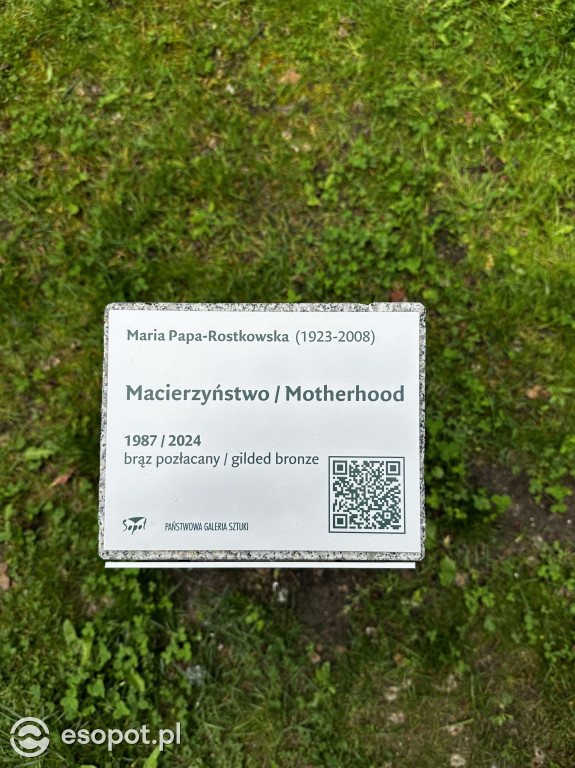 Maria Papa-Rostkowska (1923-2008)
Macierzyństwo / Motherhood
1987 / 2024
brąz pozłacany / gilded bronze
Sopot
PAŃSTWOWA GALERIA SZTUKI
esopot.pl